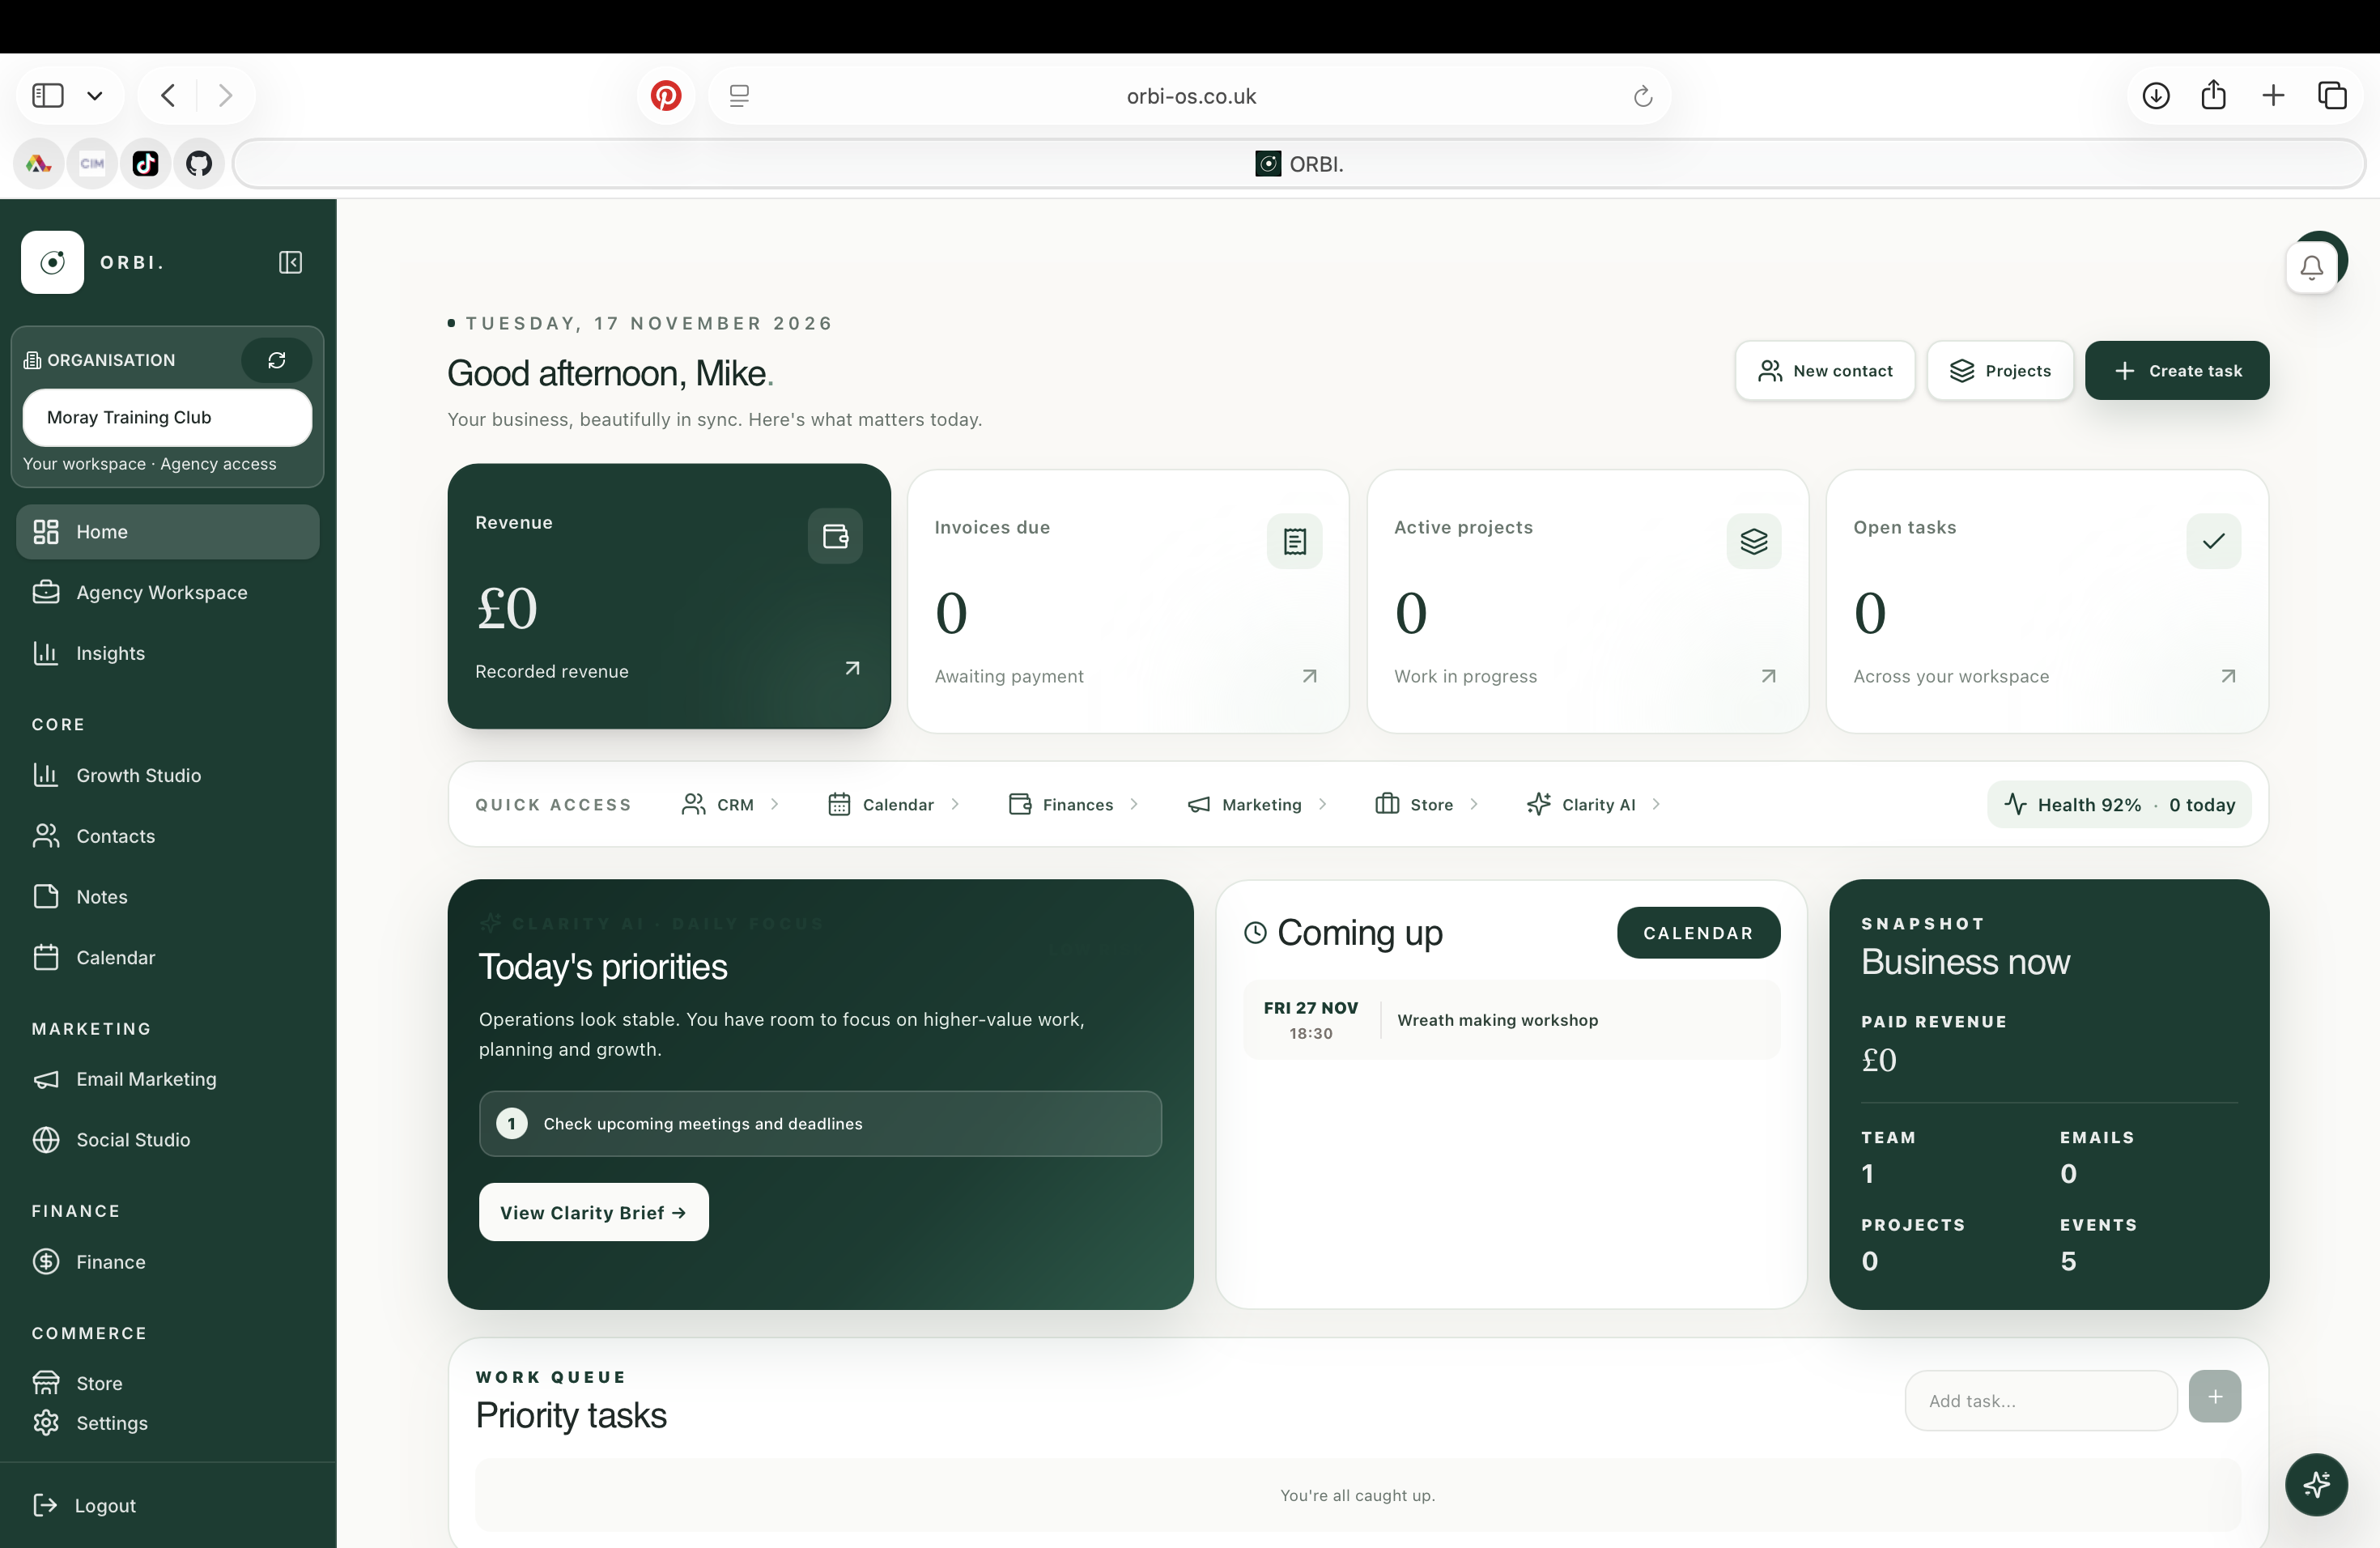 orbi-os.co.uk
CIM
ORBI.
ORBI.
ORGANISATION
Moray Training Club
Your workspace · Agency access
Home
Agency Workspace
Insights
CORE
Growth Studio
Contacts
Notes
Calendar
MARKETING
Email Marketing
Social Studio
FINANCE
Finance
COMMERCE
Store
Settings
Logout
TUESDAY, 17 NOVEMBER 2026
Good afternoon, Mike.
Your business, beautifully in sync. Here's what matters today.
New contact
Projects
Create task
Revenue
£0
Recorded revenue
Invoices due
0
Awaiting payment
Active projects
0
Work in progress
Open tasks
0
Across your workspace
QUICK ACCESS
CRM
Calendar
Finances
Marketing
Store
Clarity AI
Health 92% · 0 today
CLARITY AI · DAILY FOCUS
Today's priorities
Operations look stable. You have room to focus on higher-value work,
planning and growth.
1 Check upcoming meetings and deadlines
View Clarity Brief →
Coming up
CALENDAR
FRI 27 NOV
18:30
Wreath making workshop
SNAPSHOT
Business now
PAID REVENUE
£0
TEAM
1
EMAILS
0
PROJECTS
0
EVENTS
5
WORK QUEUE
Priority tasks
Add task...
You're all caught up.